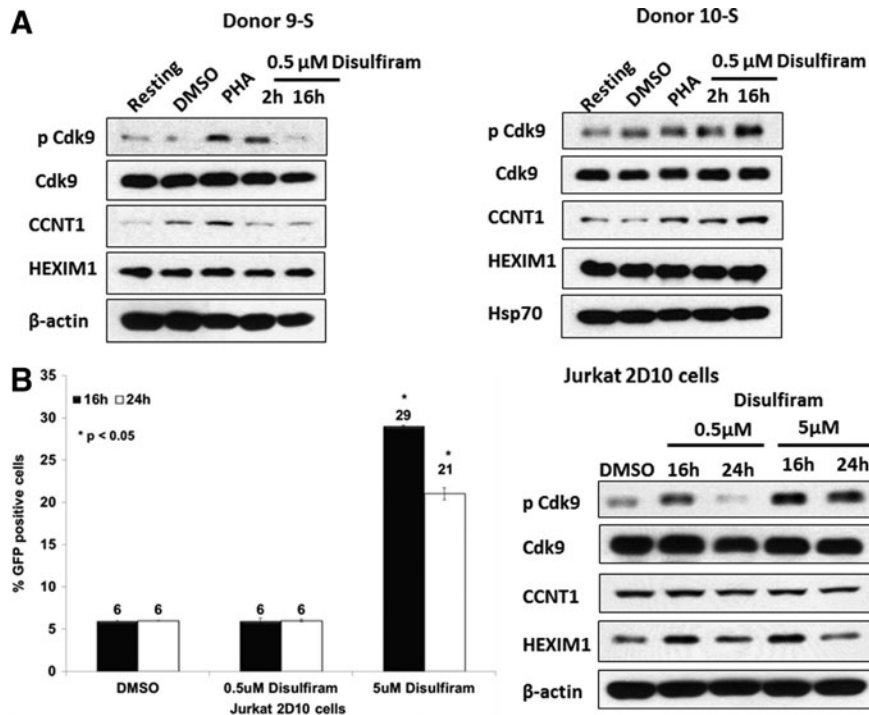 A
Donor 9-S
0.5 µM Disulfiram
Resting DMSO PHA 2h 16h
p Cdk9
Cdk9
CCNT1
HEXIM1
β-actin
Donor 10-S
0.5 µM Disulfiram
Resting DMSO PHA 2h 16h
p Cdk9
Cdk9
CCNT1
HEXIM1
Hsp70
B
16h 24h
* p < 0.05
% GFP positive cells
35
30
25
20
15
10
5
0
6 6
6 6
*
29
*
21
DMSO 0.5uM Disulfiram 5uM Disulfiram
Jurkat 2D10 cells
Jurkat 2D10 cells
Disulfiram
0.5µM 5µM
DMSO 16h 24h 16h 24h
p Cdk9
Cdk9
CCNT1
HEXIM1
β-actin